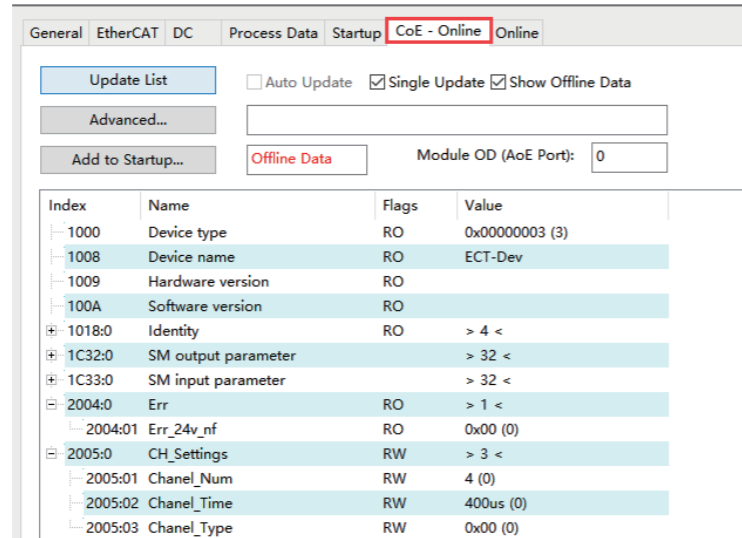 General EtherCAT DC Process Data Startup CoE - Online Online
Update List Auto Update Single Update Show Offline Data
Advanced...
Add to Startup... Offline Data Module OD (AoE Port): 0
Index Name Flags Value
1000 Device type RO 0x00000003 (3)
1008 Device name RO ECT-Dev
1009 Hardware version RO
100A Software version RO
1018:0 Identity RO > 4 <
1C32:0 SM output parameter > 32 <
1C33:0 SM input parameter > 32 <
2004:0 Err RO > 1 <
2004:01 Err_24v_nf RO 0x00 (0)
2005:0 CH_Settings RW > 3 <
2005:01 Chanel_Num RW 4 (0)
2005:02 Chanel_Time RW 400us (0)
2005:03 Chanel_Type RW 0x00 (0)